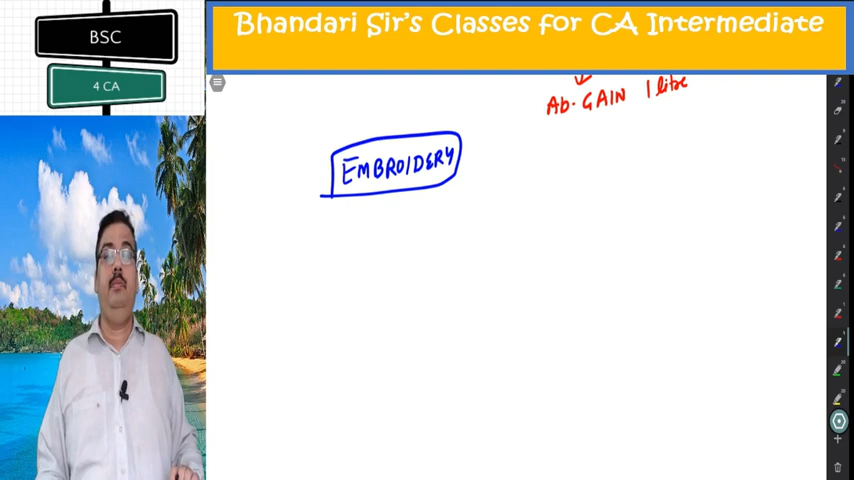 BSC
4 CA
Bhandari Sir's Classes for CA Intermediate
Ab. GAIN 1 litre
EMBROIDERY